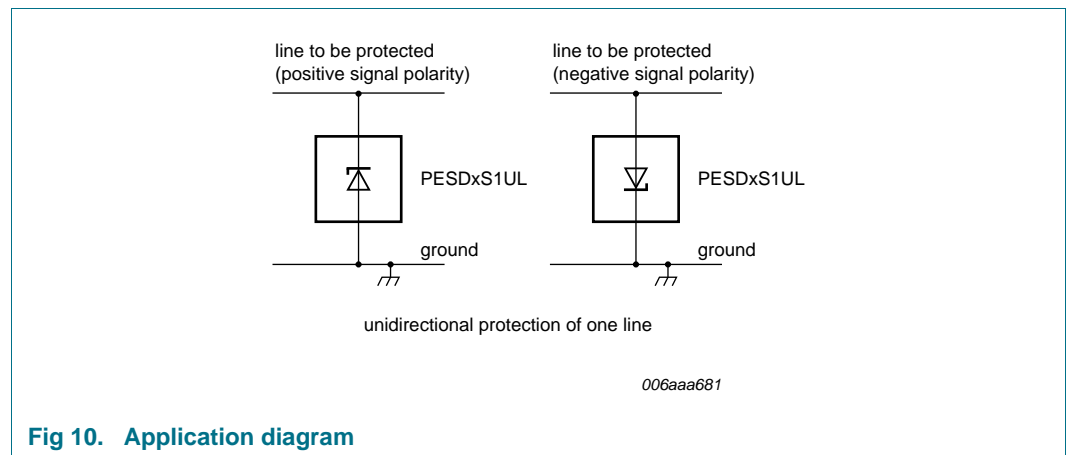 line to be protected
(positive signal polarity)
line to be protected
(negative signal polarity)
PESDxS1UL
PESDxS1UL
ground
ground
unidirectional protection of one line
006aaa681
Fig 10. Application diagram